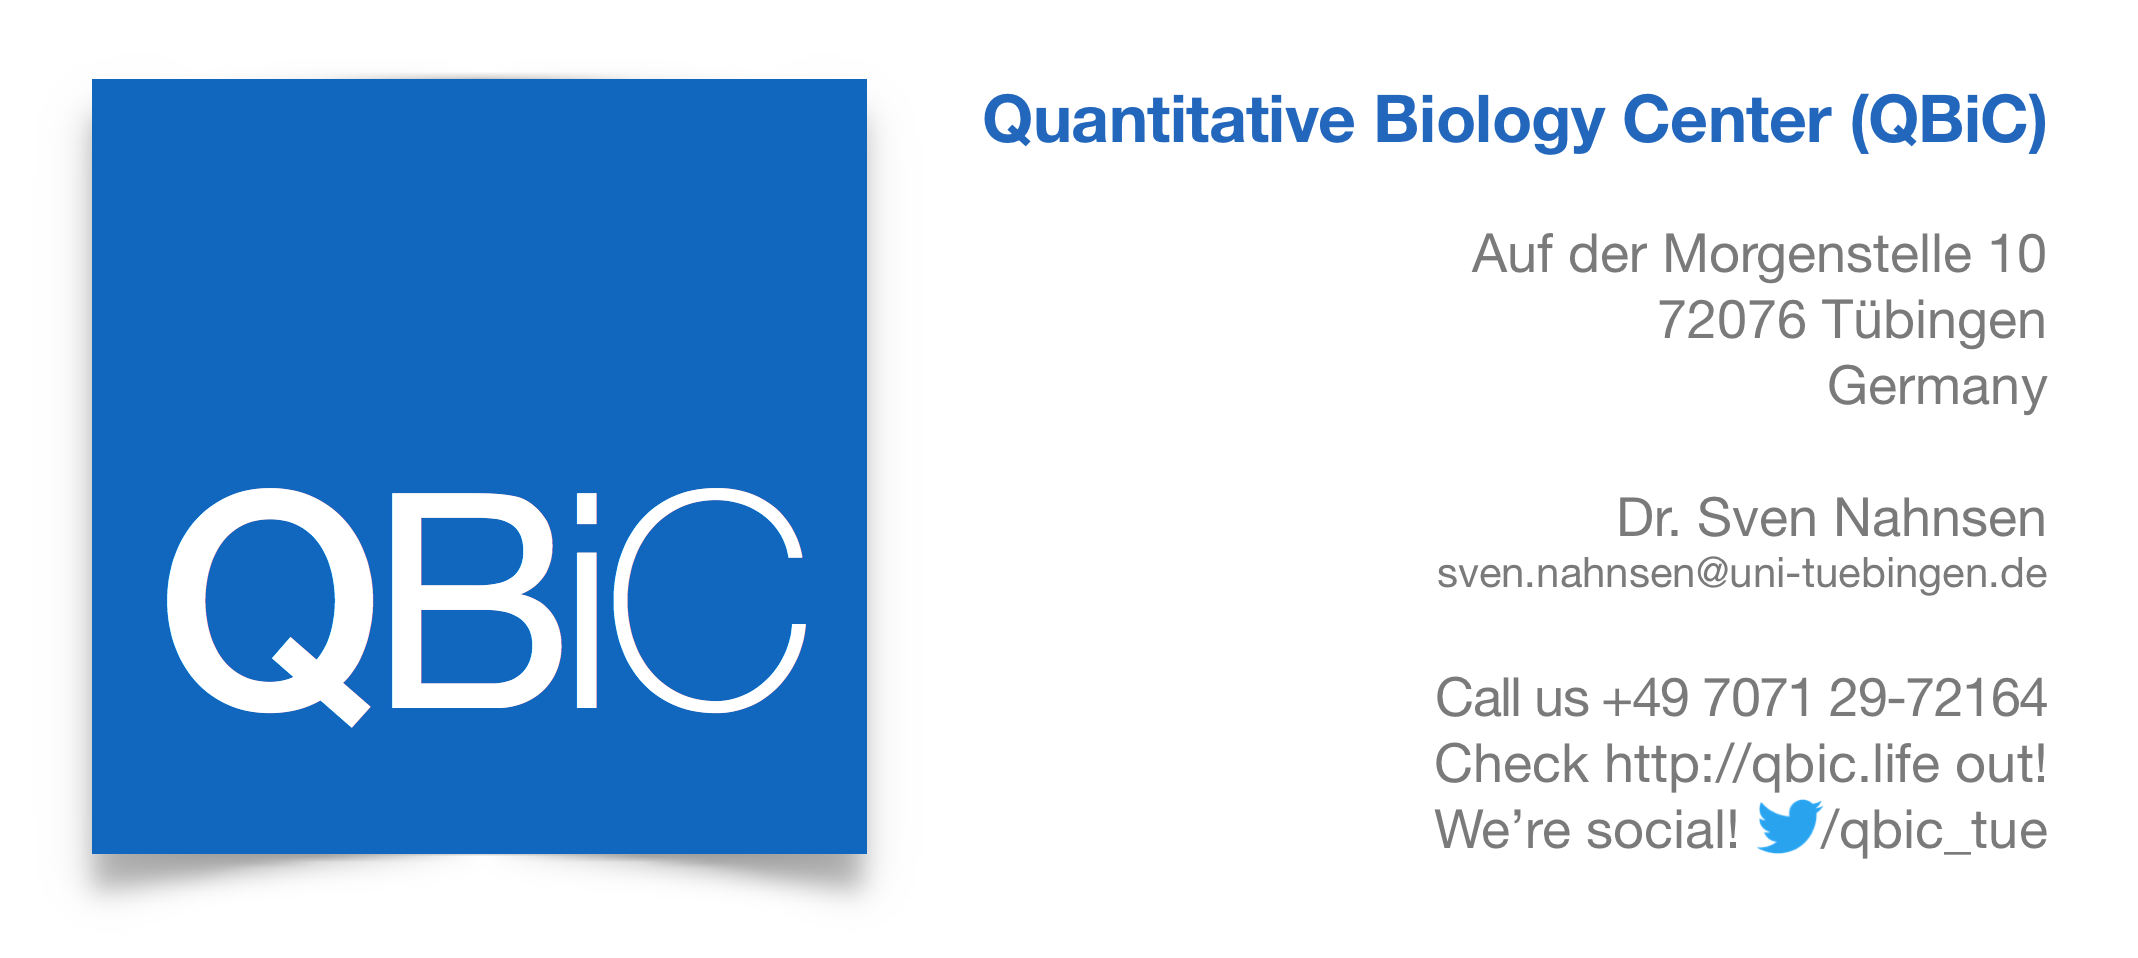 QBiC
Quantitative Biology Center (QBiC)
Auf der Morgenstelle 10
72076 Tübingen
Germany
Dr. Sven Nahnsen
sven.nahnsen@uni-tuebingen.de
Call us +49 7071 29-72164
Check http://qbic.life out!
We’re social! /qbic_tue